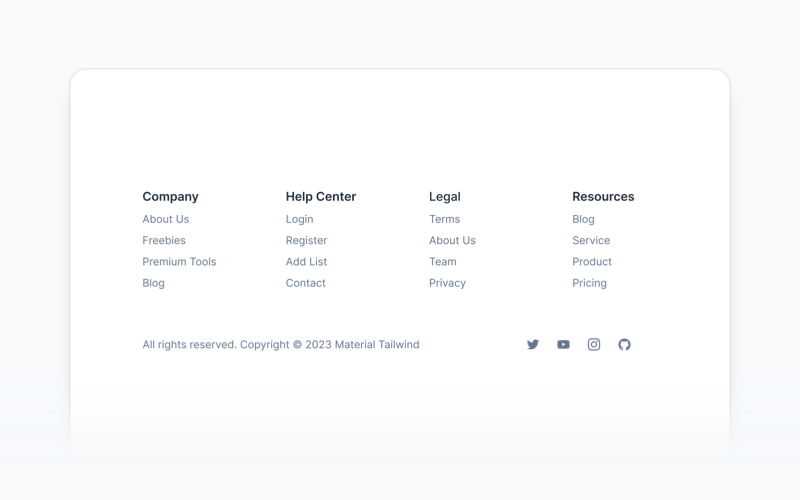 Company
About Us
Freebies
Premium Tools
Blog
Help Center
Login
Register
Add List
Contact
Legal
Terms
About Us
Team
Privacy
Resources
Blog
Service
Product
Pricing
All rights reserved. Copyright © 2023 Material Tailwind